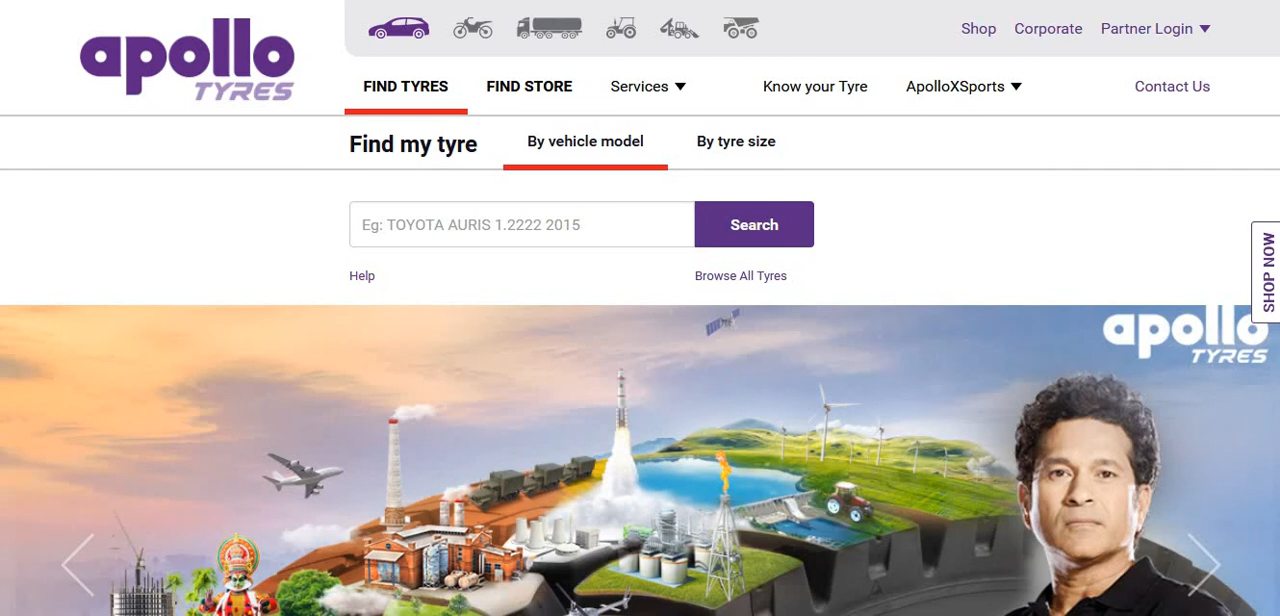 apollo
TYRES
Shop
Corporate
Partner Login
FIND TYRES
FIND STORE
Services
Know your Tyre
ApolloXSports
Contact Us
Find my tyre
By vehicle model
By tyre size
Eg: TOYOTA AURIS 1.2222 2015
Search
Help
Browse All Tyres
SHOP NOW
apollo
TYRES